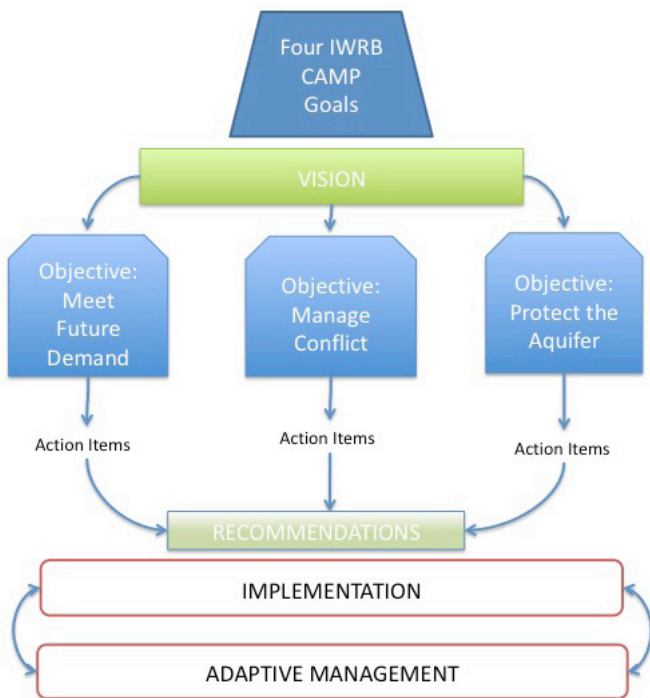 Four IWRB
CAMP
Goals
VISION
Objective:
Meet
Future
Demand
Objective:
Manage
Conflict
Objective:
Protect the
Aquifer
Action Items
Action Items
Action Items
RECOMMENDATIONS
IMPLEMENTATION
ADAPTIVE MANAGEMENT